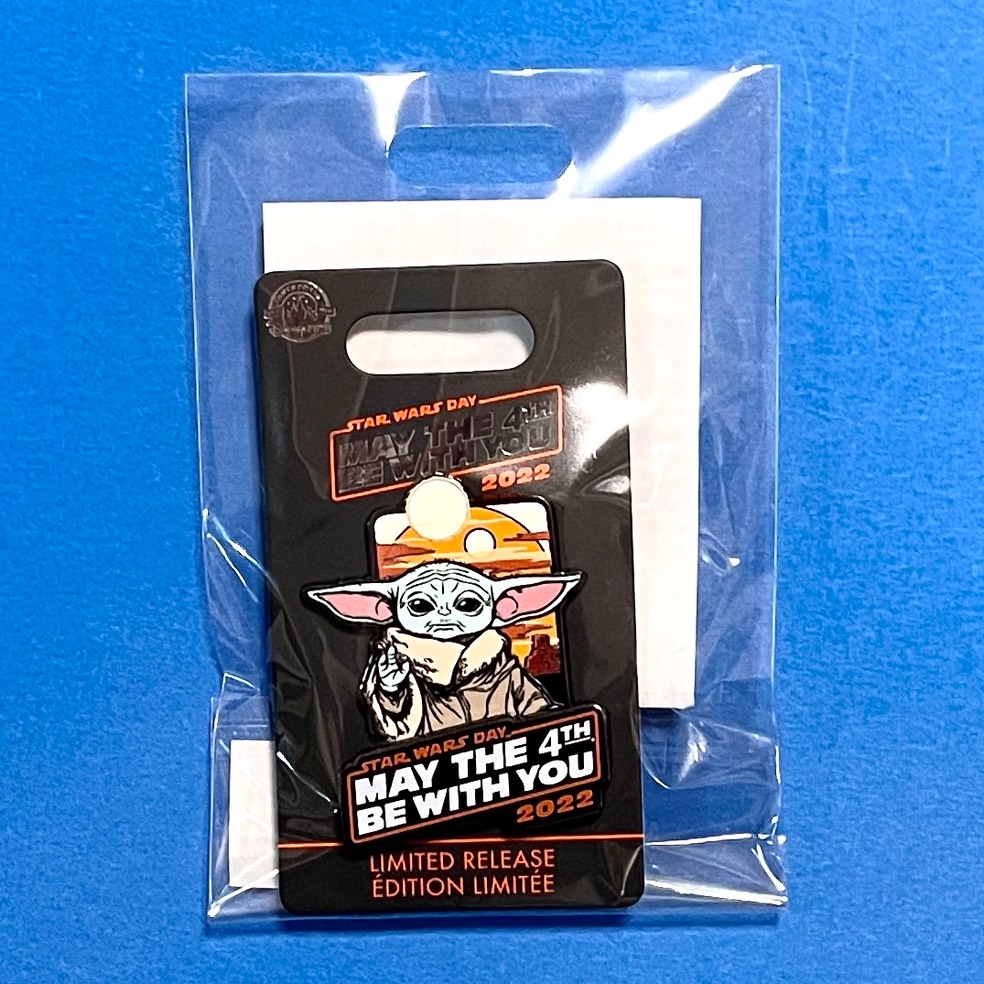 STAR WARS DAY
MAY THE 4TH
BE WITH YOU
2022
STAR WARS DAY
MAY THE 4TH
BE WITH YOU
2022
LIMITED RELEASE
ÉDITION LIMITÉE